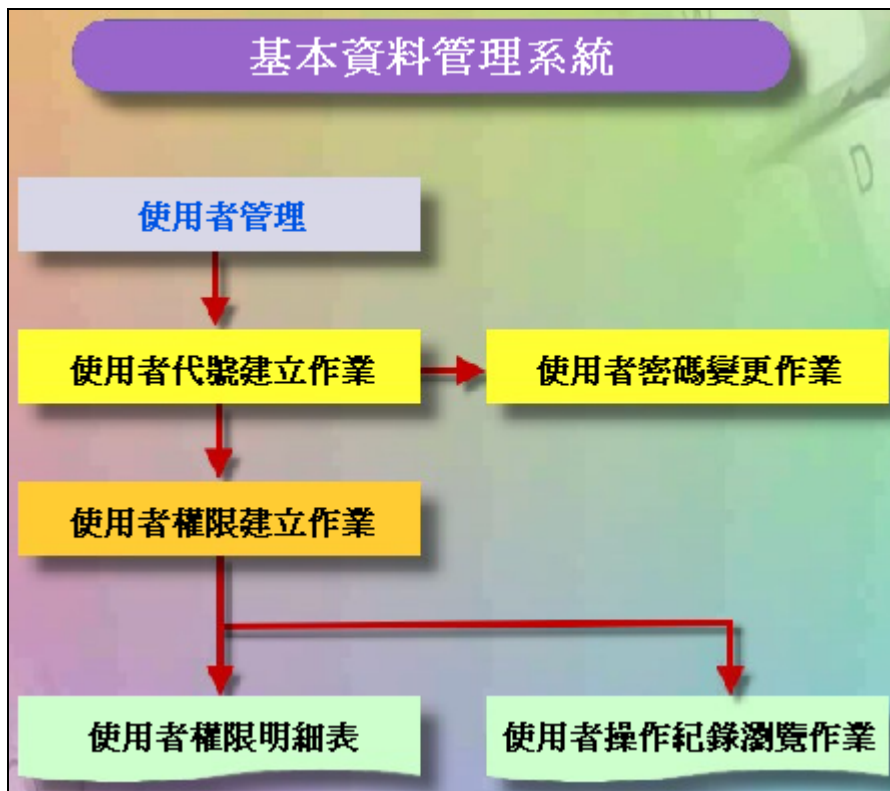 基本資料管理系統
使用者管理
使用者代號建立作業
使用者密碼變更作業
使用者權限建立作業
使用者權限明細表
使用者操作紀錄瀏覽作業
D